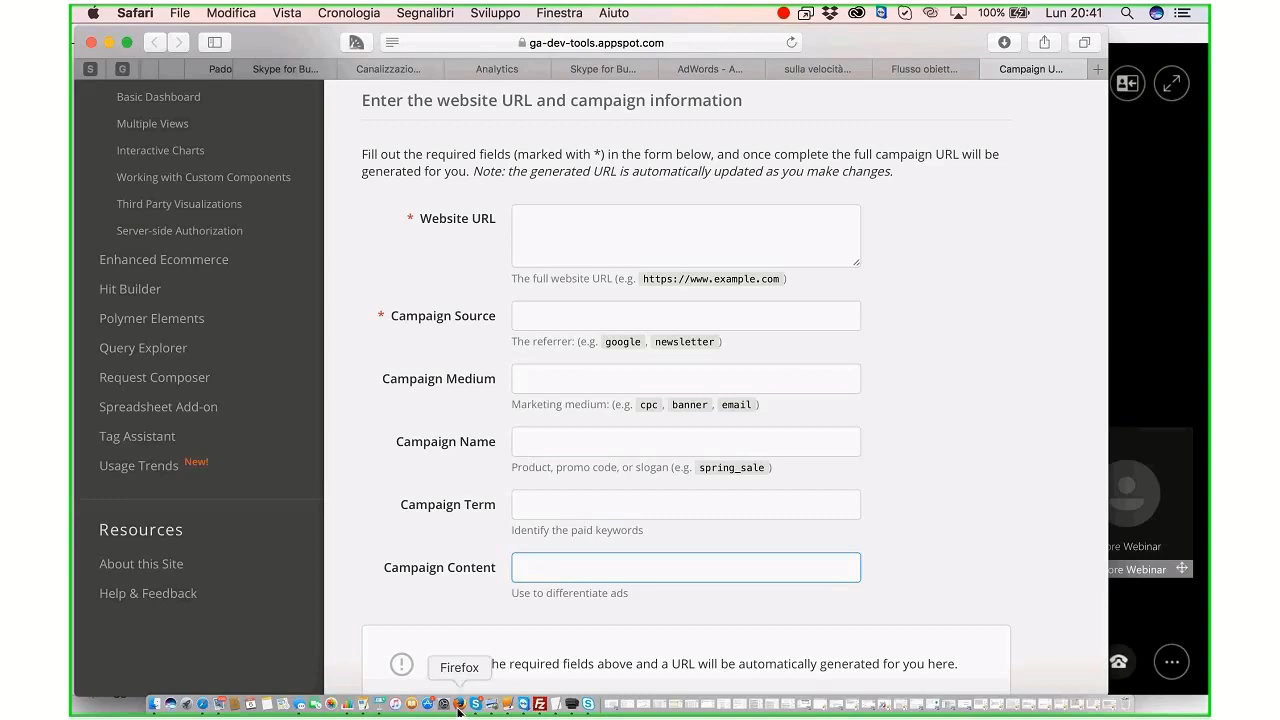 Safari File Modifica Vista Cronologia Segnalibri Sviluppo Finestra Aiuto 100% Lun 20:41
ga-dev-tools.appspot.com
S G Pado Skype for Bu... Canalizzazio... Analytics Skype for Bu... AdWords - A... sulla velocità... Flusso obiett... Campaign U...
Basic Dashboard
Multiple Views
Interactive Charts
Working with Custom Components
Third Party Visualizations
Server-side Authorization
Enhanced Ecommerce
Hit Builder
Polymer Elements
Query Explorer
Request Composer
Spreadsheet Add-on
Tag Assistant
Usage Trends New!
Resources
About this Site
Help & Feedback
Enter the website URL and campaign information
Fill out the required fields (marked with *) in the form below, and once complete the full campaign URL will be
generated for you. Note: the generated URL is automatically updated as you make changes.
* Website URL
The full website URL (e.g. https://www.example.com )
* Campaign Source
The referrer: (e.g. google , newsletter )
Campaign Medium
Marketing medium: (e.g. cpc , banner , email )
Campaign Name
Product, promo code, or slogan (e.g. spring_sale )
Campaign Term
Identify the paid keywords
Campaign Content
Use to differentiate ads
he required fields above and a URL will be automatically generated for you here.
Firefox
ore Webinar
ore Webinar